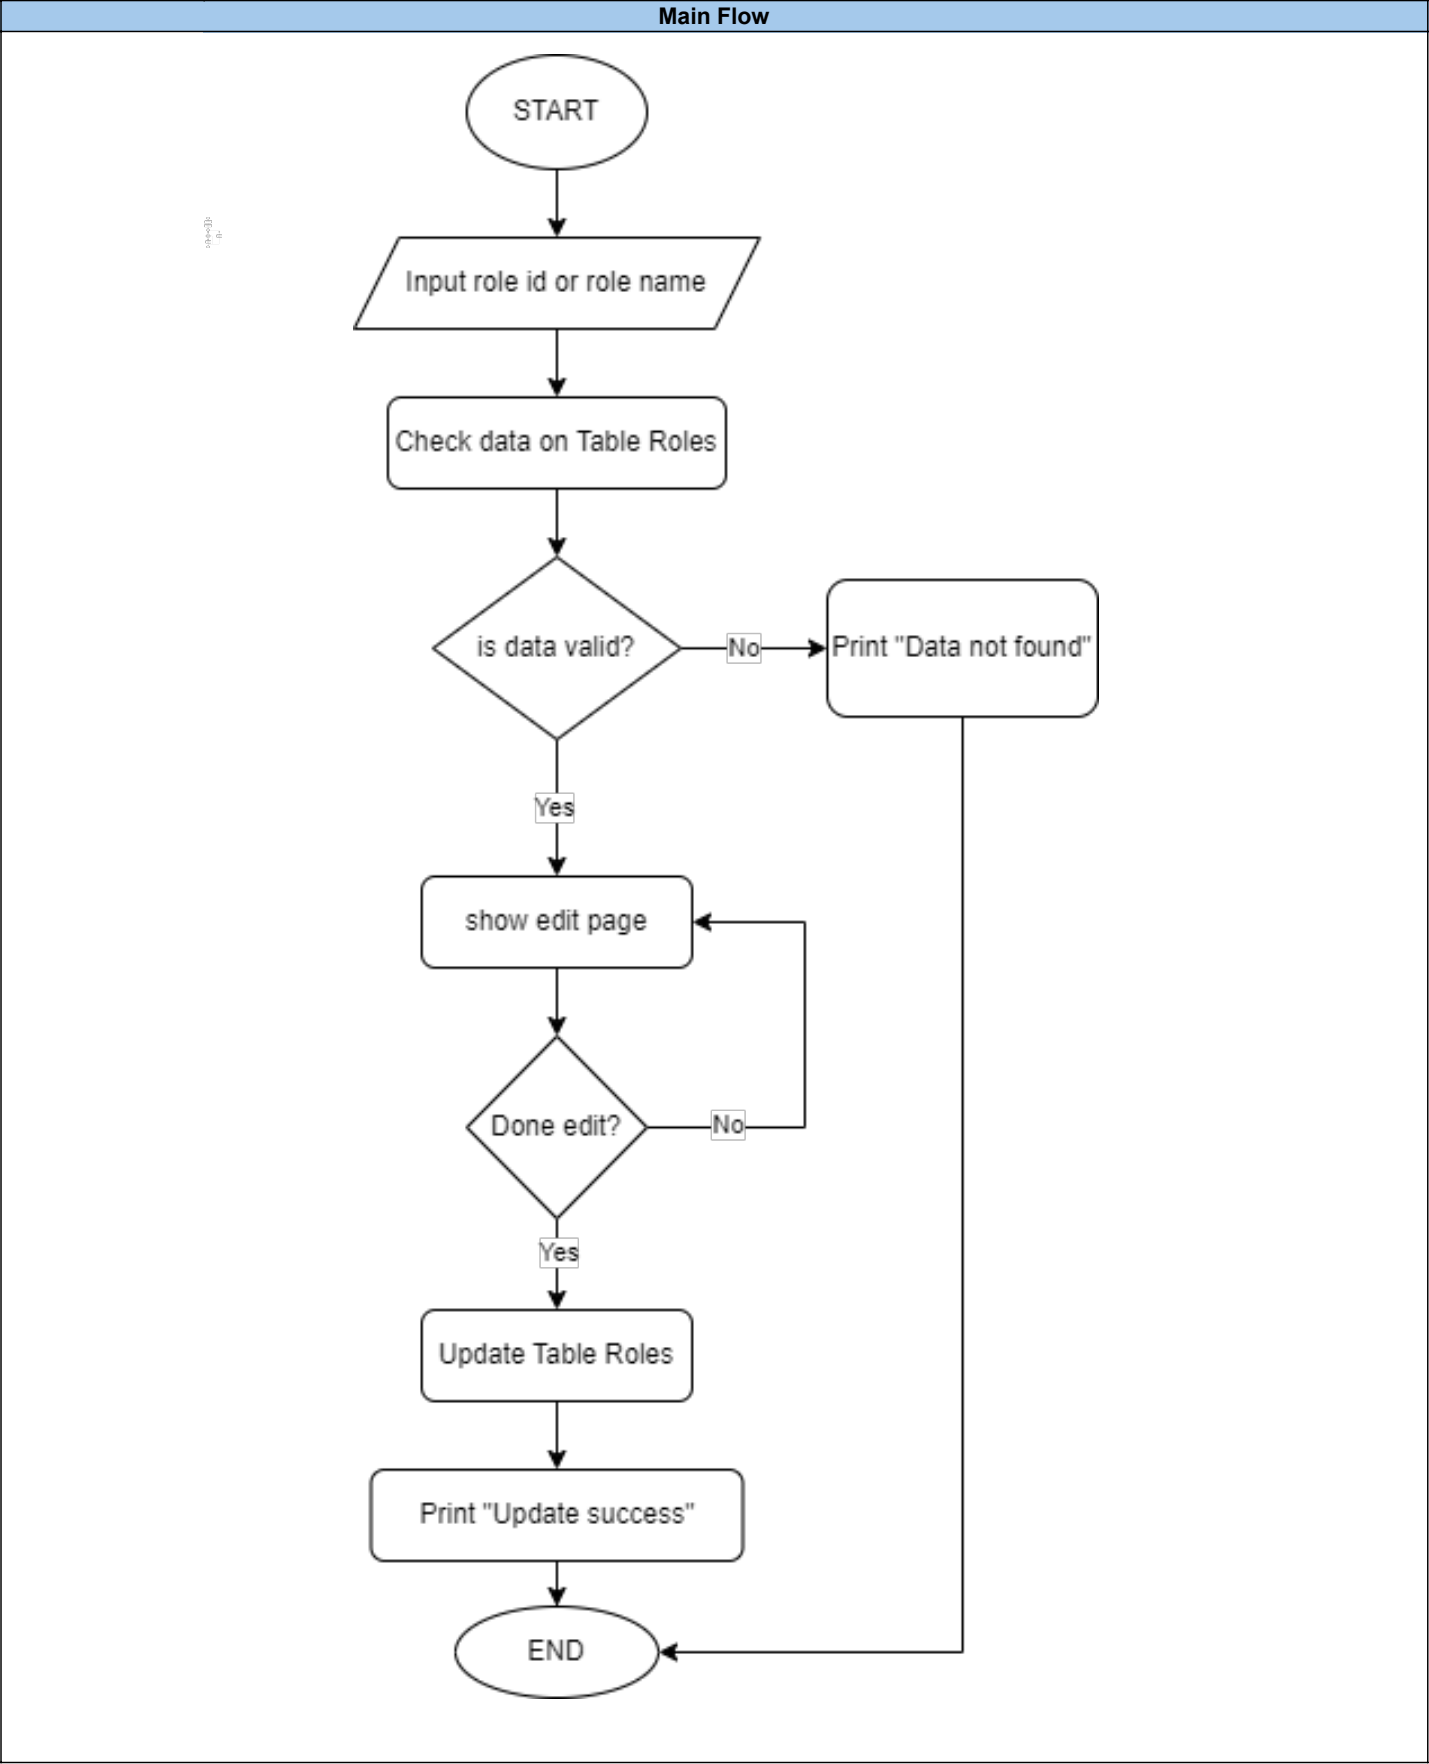 Main Flow
START
Input role id or role name
Check data on Table Roles
is data valid?
No
Print "Data not found"
Yes
show edit page
Done edit?
No
Yes
Update Table Roles
Print "Update success"
END